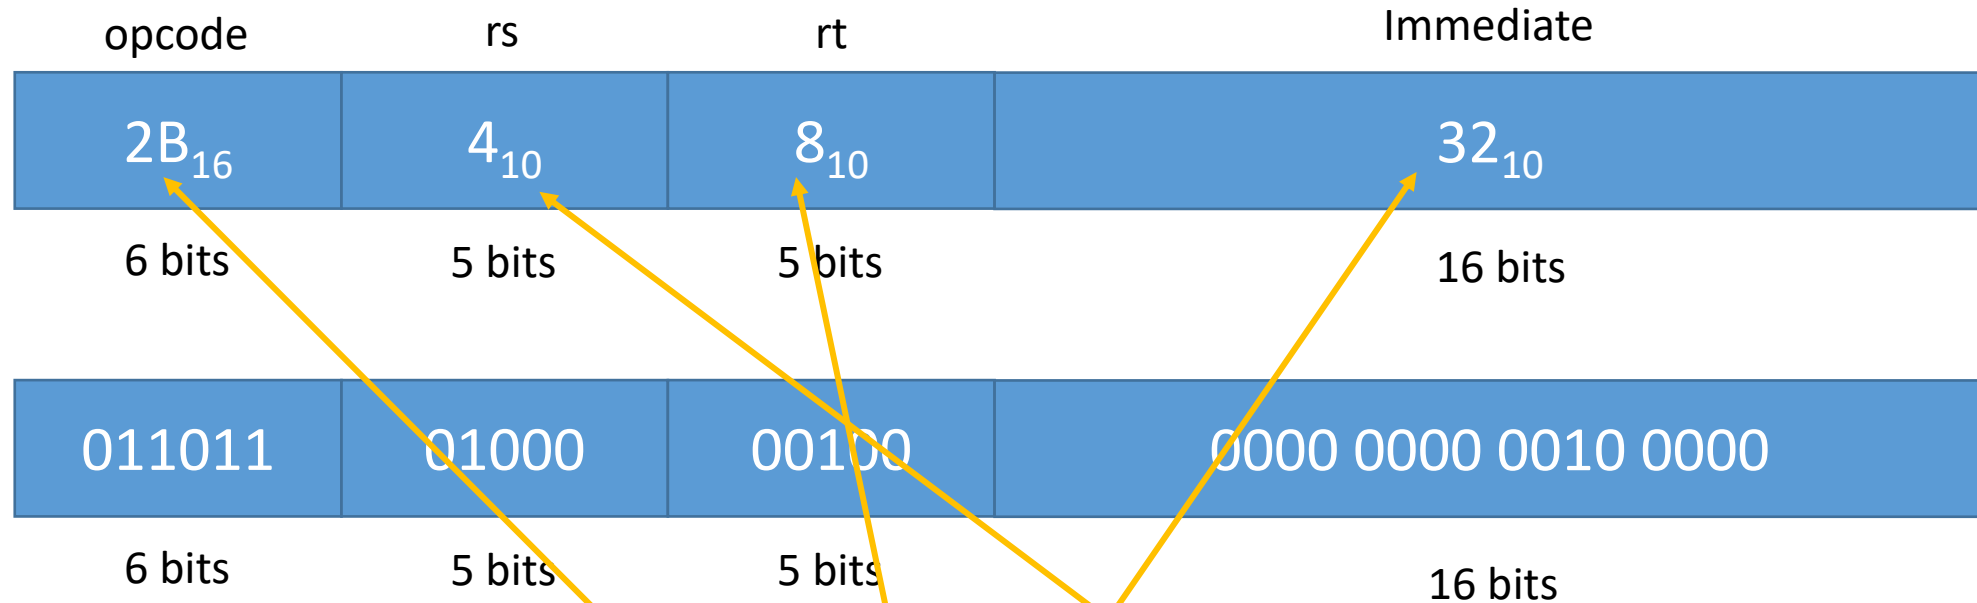 opcode rs rt Immediate
2B₁₆ 4₁₀ 8₁₀ 32₁₀
6 bits 5 bits 5 bits 16 bits
011011 01000 00100 0000 0000 0010 0000
6 bits 5 bits 5 bits 16 bits